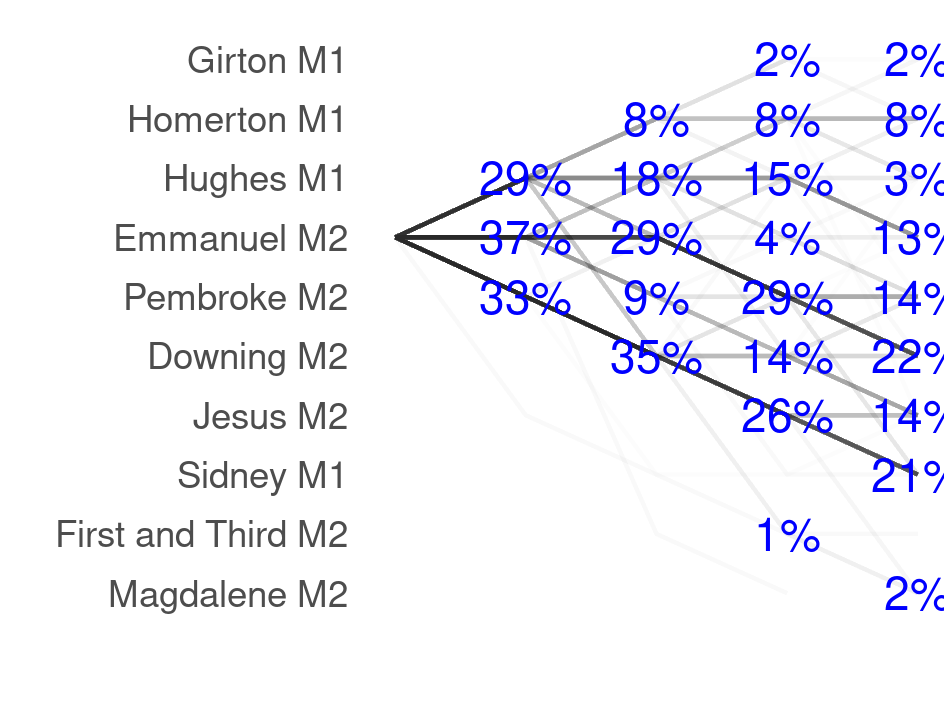 Girton M1 2% 2%
Homerton M1 8% 8% 8%
Hughes M1 29% 18% 15% 3%
Emmanuel M2 37% 29% 4% 13%
Pembroke M2 33% 9% 29% 14%
Downing M2 35% 14% 22%
Jesus M2 26% 14%
Sidney M1 21%
First and Third M2 1%
Magdalene M2 2%